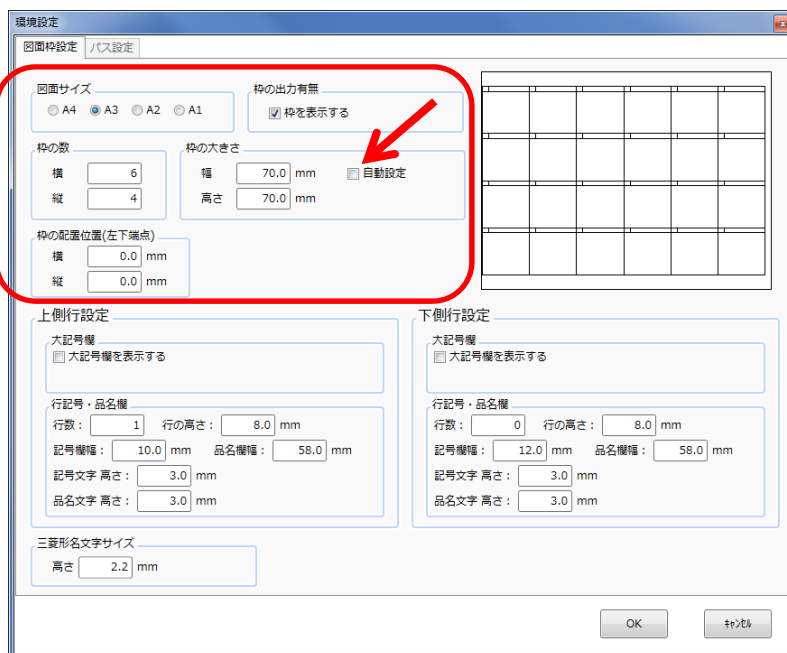 環境設定
図面枠設定 パス設定
図面サイズ
A4 A3 A2 A1
枠の出力有無
枠を表示する
枠の数
横 6
縦 4
枠の大きさ
幅 70.0 mm 自動設定
高さ 70.0 mm
枠の配置位置(左下端点)
横 0.0 mm
縦 0.0 mm
上側行設定
大記号欄
大記号欄を表示する
行記号・品名欄
行数： 1 行の高さ： 8.0 mm
記号欄幅： 10.0 mm 品名欄幅： 58.0 mm
記号文字 高さ： 3.0 mm
品名文字 高さ： 3.0 mm
下側行設定
大記号欄
大記号欄を表示する
行記号・品名欄
行数： 0 行の高さ： 8.0 mm
記号欄幅： 12.0 mm 品名欄幅： 58.0 mm
記号文字 高さ： 3.0 mm
品名文字 高さ： 3.0 mm
三菱形名文字サイズ
高さ 2.2 mm
OK ｷｬﾝｾﾙ